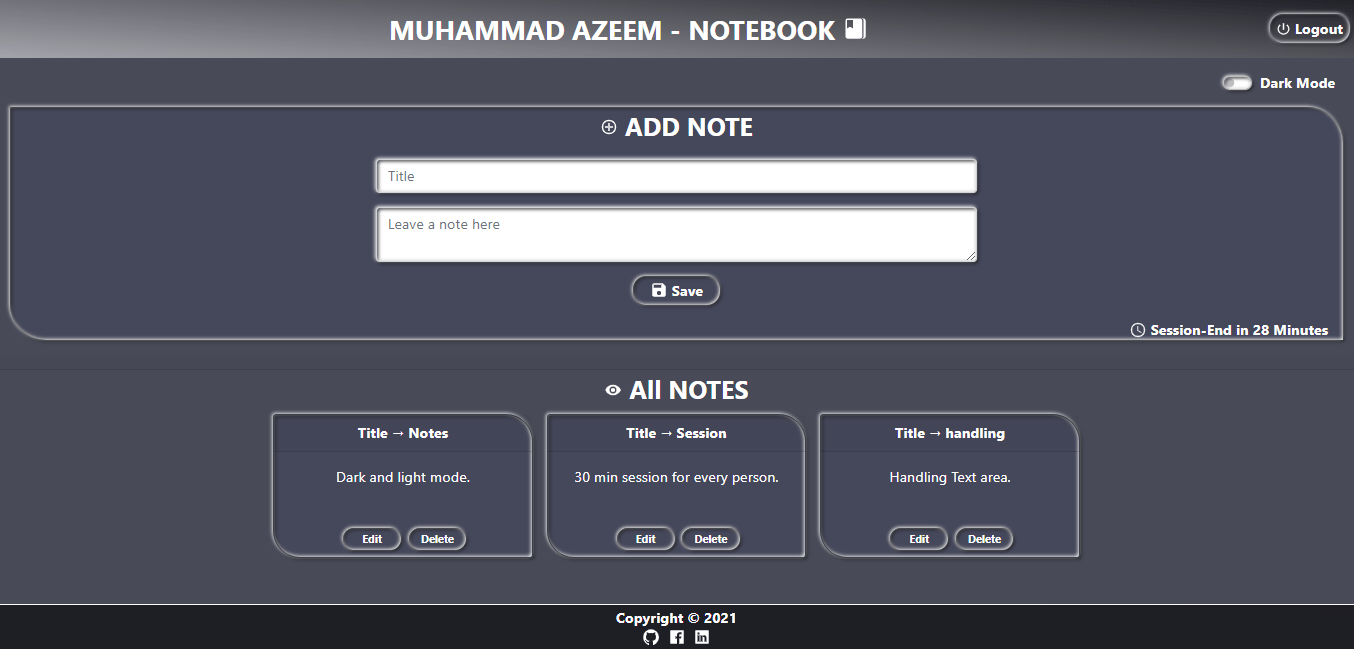 MUHAMMAD AZEEM - NOTEBOOK
Logout
Dark Mode
ADD NOTE
Title
Leave a note here
Save
Session-End in 28 Minutes
All NOTES
Title → Notes
Dark and light mode.
Edit Delete
Title → Session
30 min session for every person.
Edit Delete
Title → handling
Handling Text area.
Edit Delete
Copyright © 2021